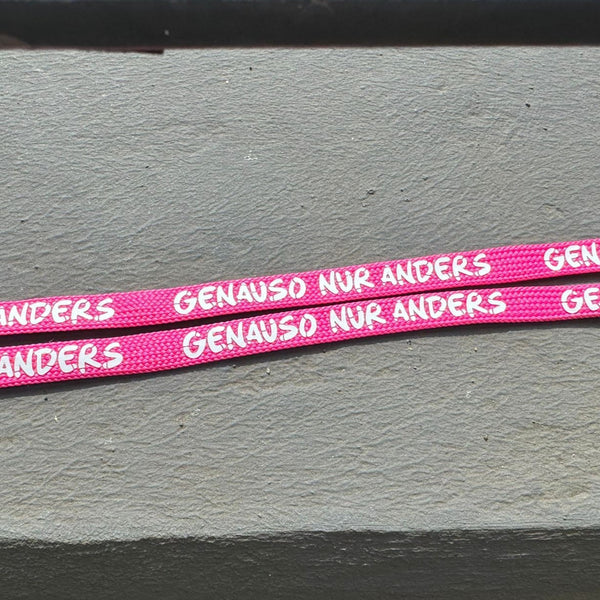 ANDERS GENAUSO NUR ANDERS GEN
ANDERS GENAUSO NUR ANDERS GE